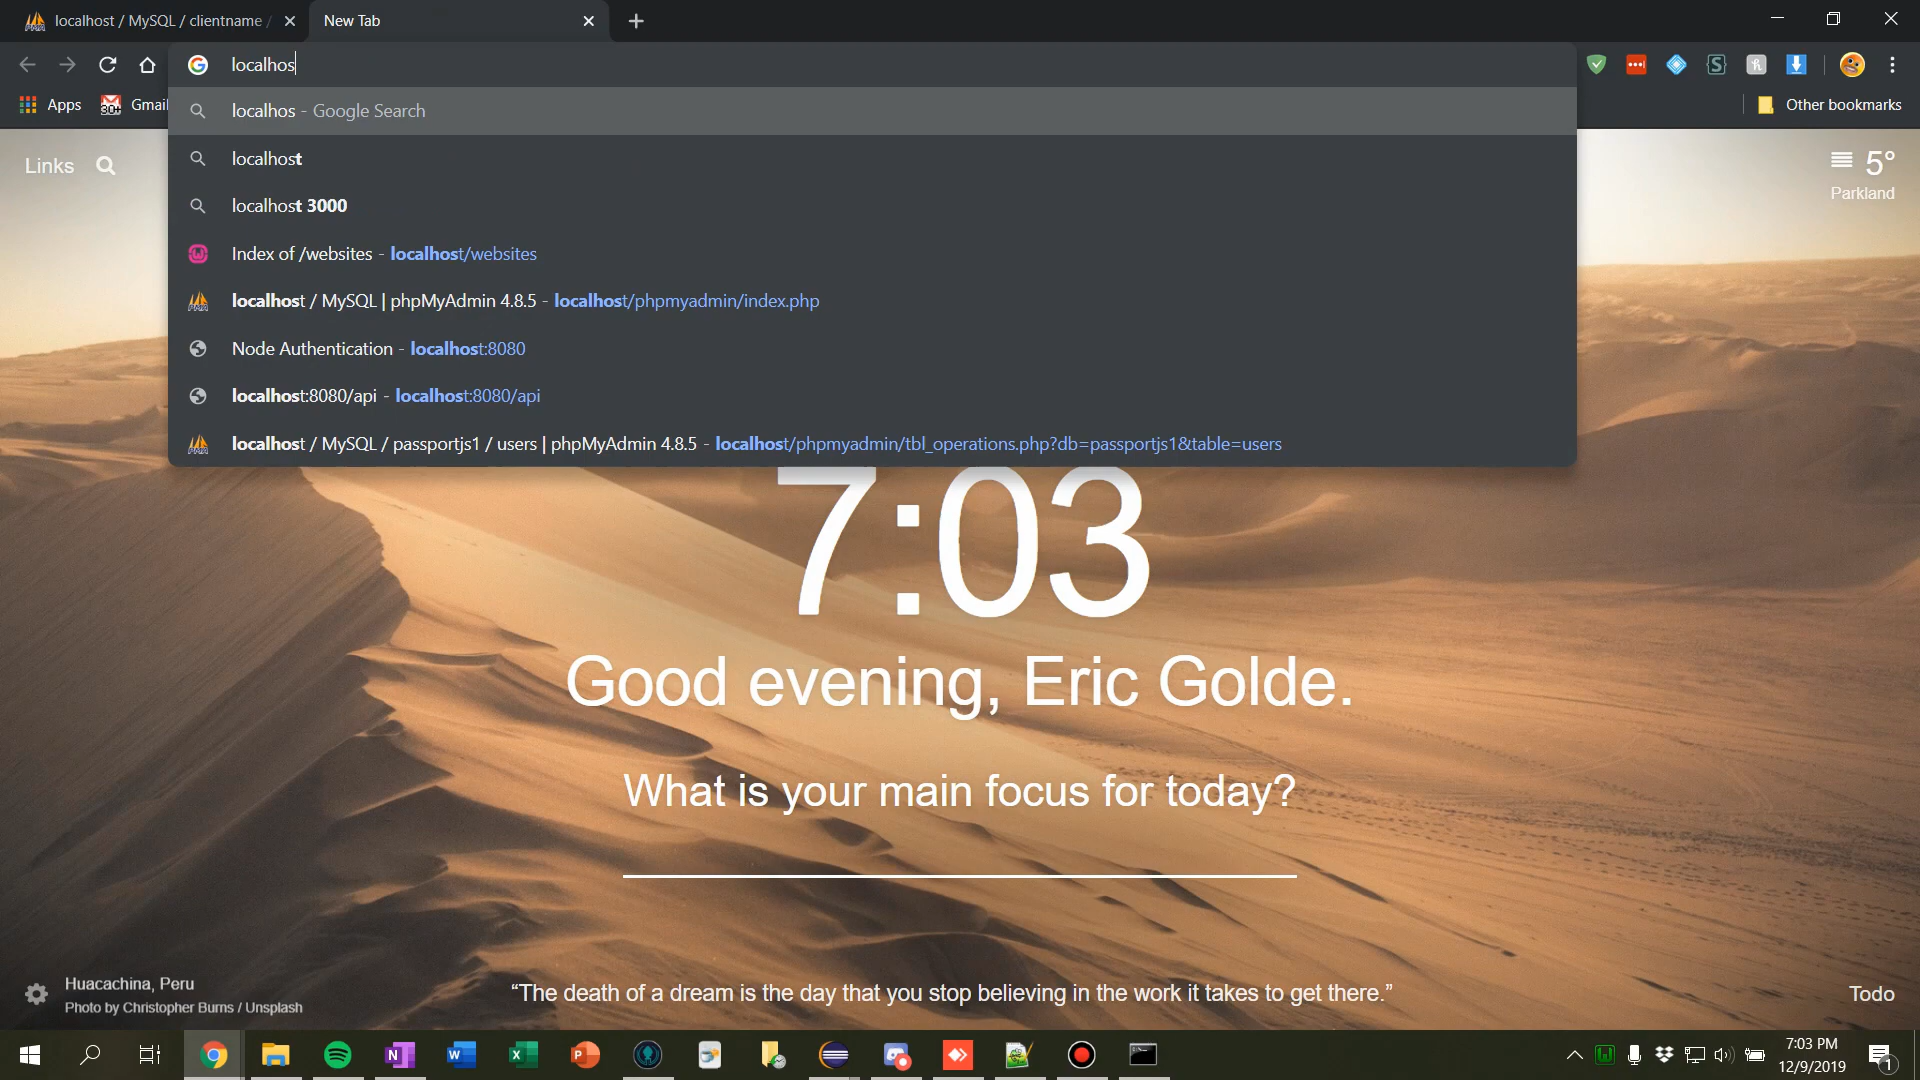 localhost / MySQL / clientname /
New Tab
localhos
Apps
30+
Gmail
Other bookmarks
localhos - Google Search
localhost
localhost 3000
Index of /websites - localhost/websites
localhost / MySQL | phpMyAdmin 4.8.5 - localhost/phpmyadmin/index.php
Node Authentication - localhost:8080
localhost:8080/api - localhost:8080/api
localhost / MySQL / passportjs1 / users | phpMyAdmin 4.8.5 - localhost/phpmyadmin/tbl_operations.php?db=passportjs1&table=users
Links
5°
Parkland
7:03
Good evening, Eric Golde.
What is your main focus for today?
Huacachina, Peru
Photo by Christopher Burns / Unsplash
“The death of a dream is the day that you stop believing in the work it takes to get there.”
Todo
7:03 PM
12/9/2019
1